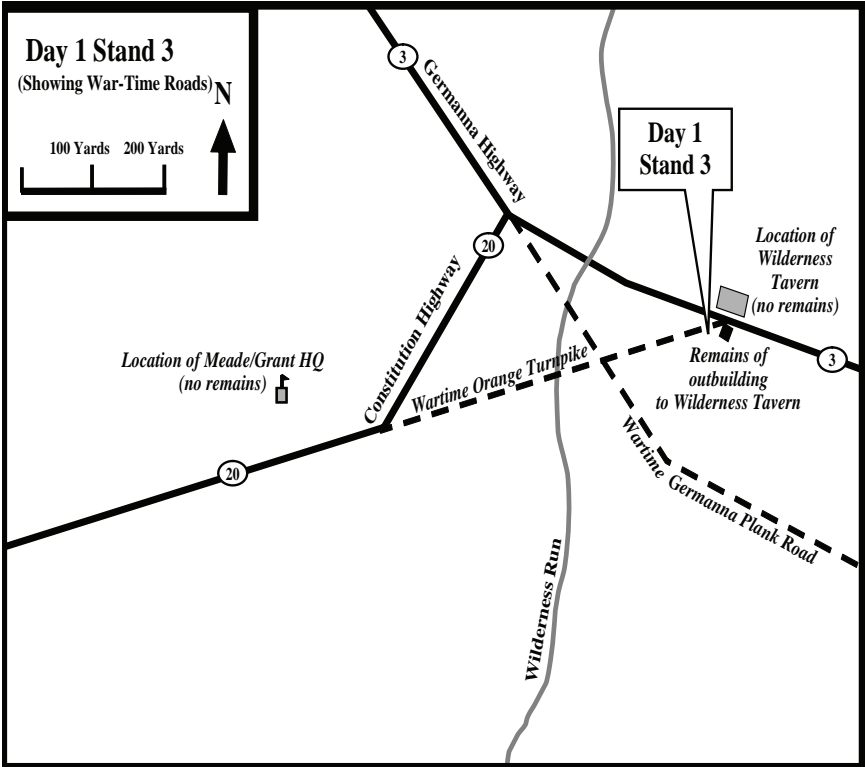 Day 1 Stand 3
(Showing War-Time Roads)
N
100 Yards 200 Yards
3
Germanna Highway
Day 1
Stand 3
20
Constitution Highway
Location of
Wilderness
Tavern
(no remains)
Location of Meade/Grant HQ
(no remains)
Wartime Orange Turnpike
Remains of
outbuilding
to Wilderness Tavern
3
20
Wartime Germanna Plank Road
Wilderness Run